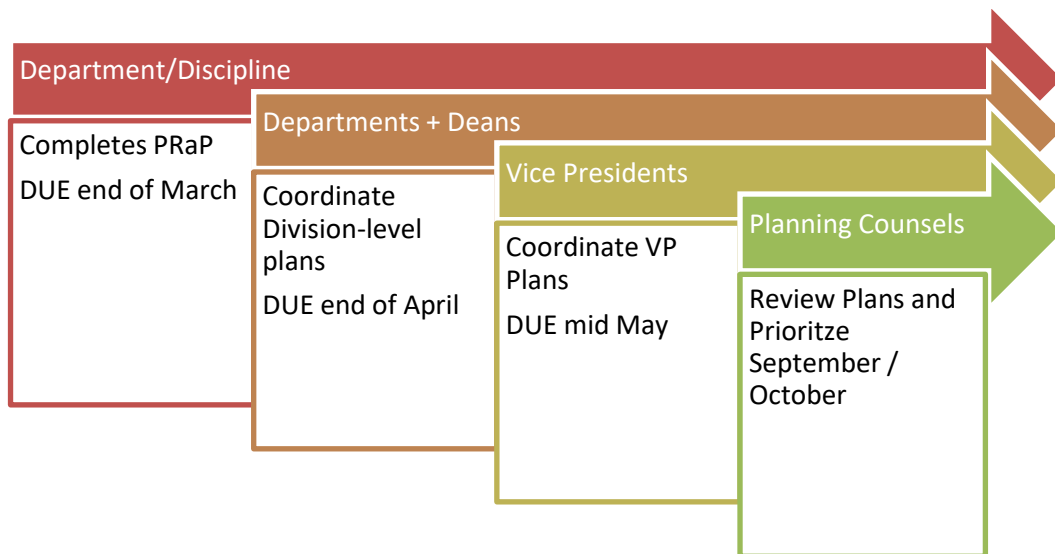 Department/Discipline
Completes PRaP
DUE end of March
Departments + Deans
Coordinate
Division-level
plans
DUE end of April
Vice Presidents
Coordinate VP
Plans
DUE mid May
Planning Counsels
Review Plans and
Prioritze
September /
October